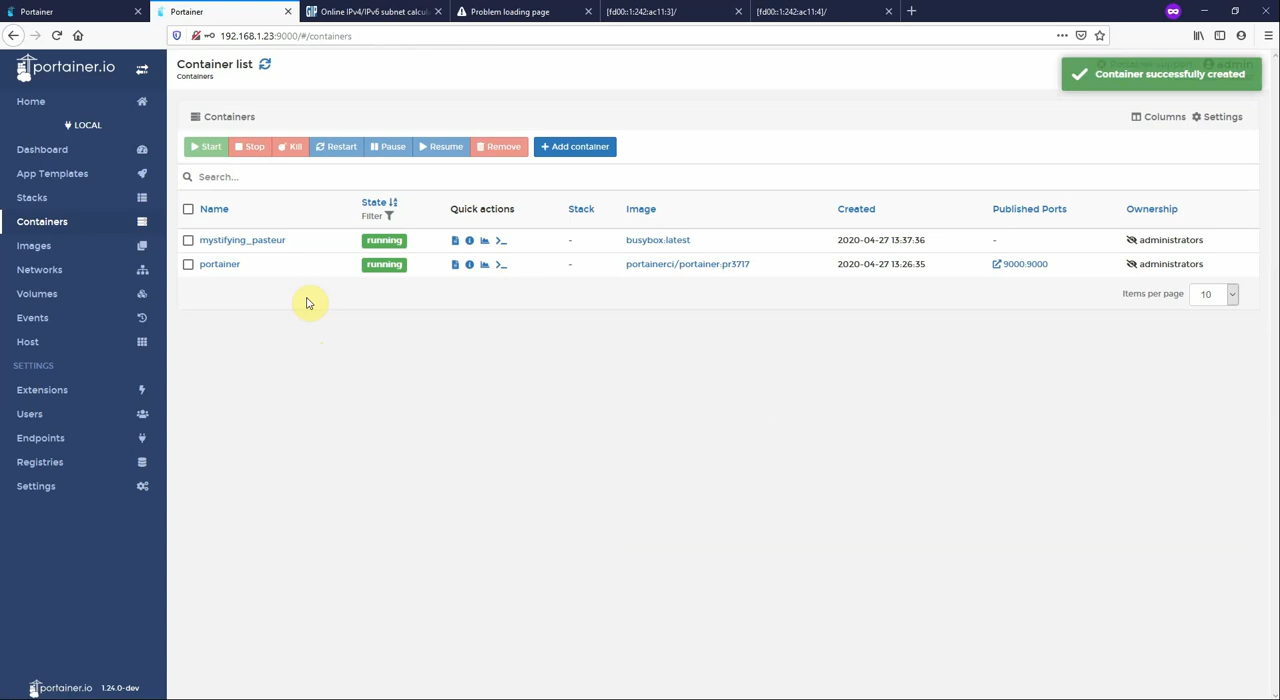 Portainer
Portainer
Online IPv4/IPv6 subnet calcul
Problem loading page
[fd00::1:242:ac11:3]/
[fd00::1:242:ac11:4]/
192.168.1.23:9000/#/containers
portainer.io
Container list
Containers
Container successfully created
Home
LOCAL
Dashboard
App Templates
Stacks
Containers
Images
Networks
Volumes
Events
Host
SETTINGS
Extensions
Users
Endpoints
Registries
Settings
portainer.io 1.24.0-dev
Containers
Columns Settings
Start Stop Kill Restart Pause Resume Remove Add container
Search...
Name State Quick actions Stack Image Created Published Ports Ownership
Filter
mystifying_pasteur running - busybox:latest 2020-04-27 13:37:36 - administrators
portainer running - portainerci/portainer:pr3717 2020-04-27 13:26:35 9000:9000 administrators
Items per page 10